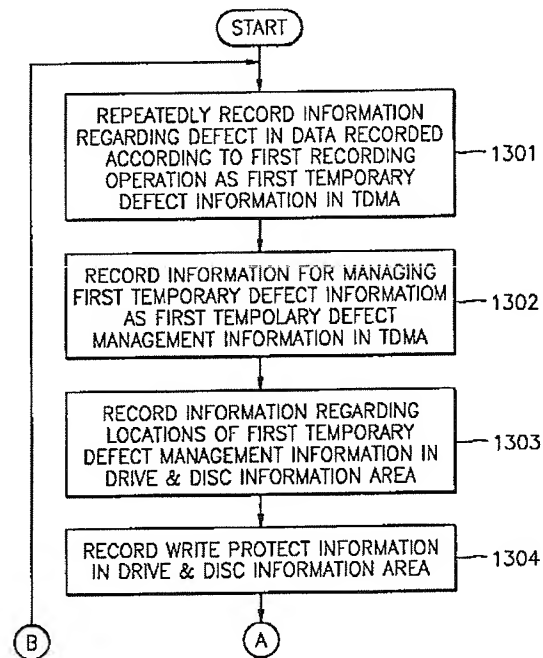 START
REPEATEDLY RECORD INFORMATION
REGARDING DEFECT IN DATA RECORDED
ACCORDING TO FIRST RECORDING
OPERATION AS FIRST TEMPORARY
DEFECT INFORMATION IN TDMA
1301
RECORD INFORMATION FOR MANAGING
FIRST TEMPORARY DEFECT INFORMATIOM
AS FIRST TEMPOLARY DEFECT
MANAGEMENT INFORMATION IN TDMA
1302
RECORD INFORMATION REGARDING
LOCATIONS OF FIRST TEMPORARY
DEFECT MANAGEMENT INFORMATION IN
DRIVE & DISC INFORMATION AREA
1303
RECORD WRITE PROTECT INFORMATION
IN DRIVE & DISC INFORMATION AREA
1304
B
A